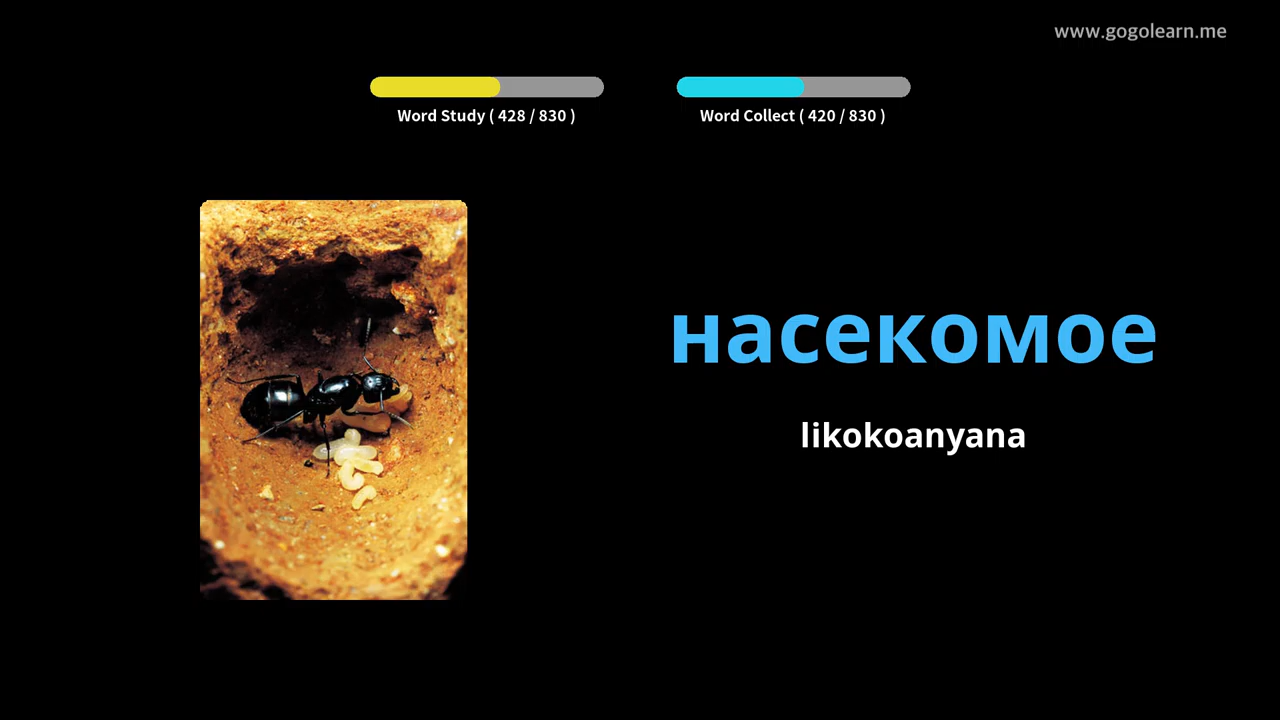 www.gogolearn.me
Word Study ( 428 / 830 )
Word Collect ( 420 / 830 )
насекомое
likokoanyana